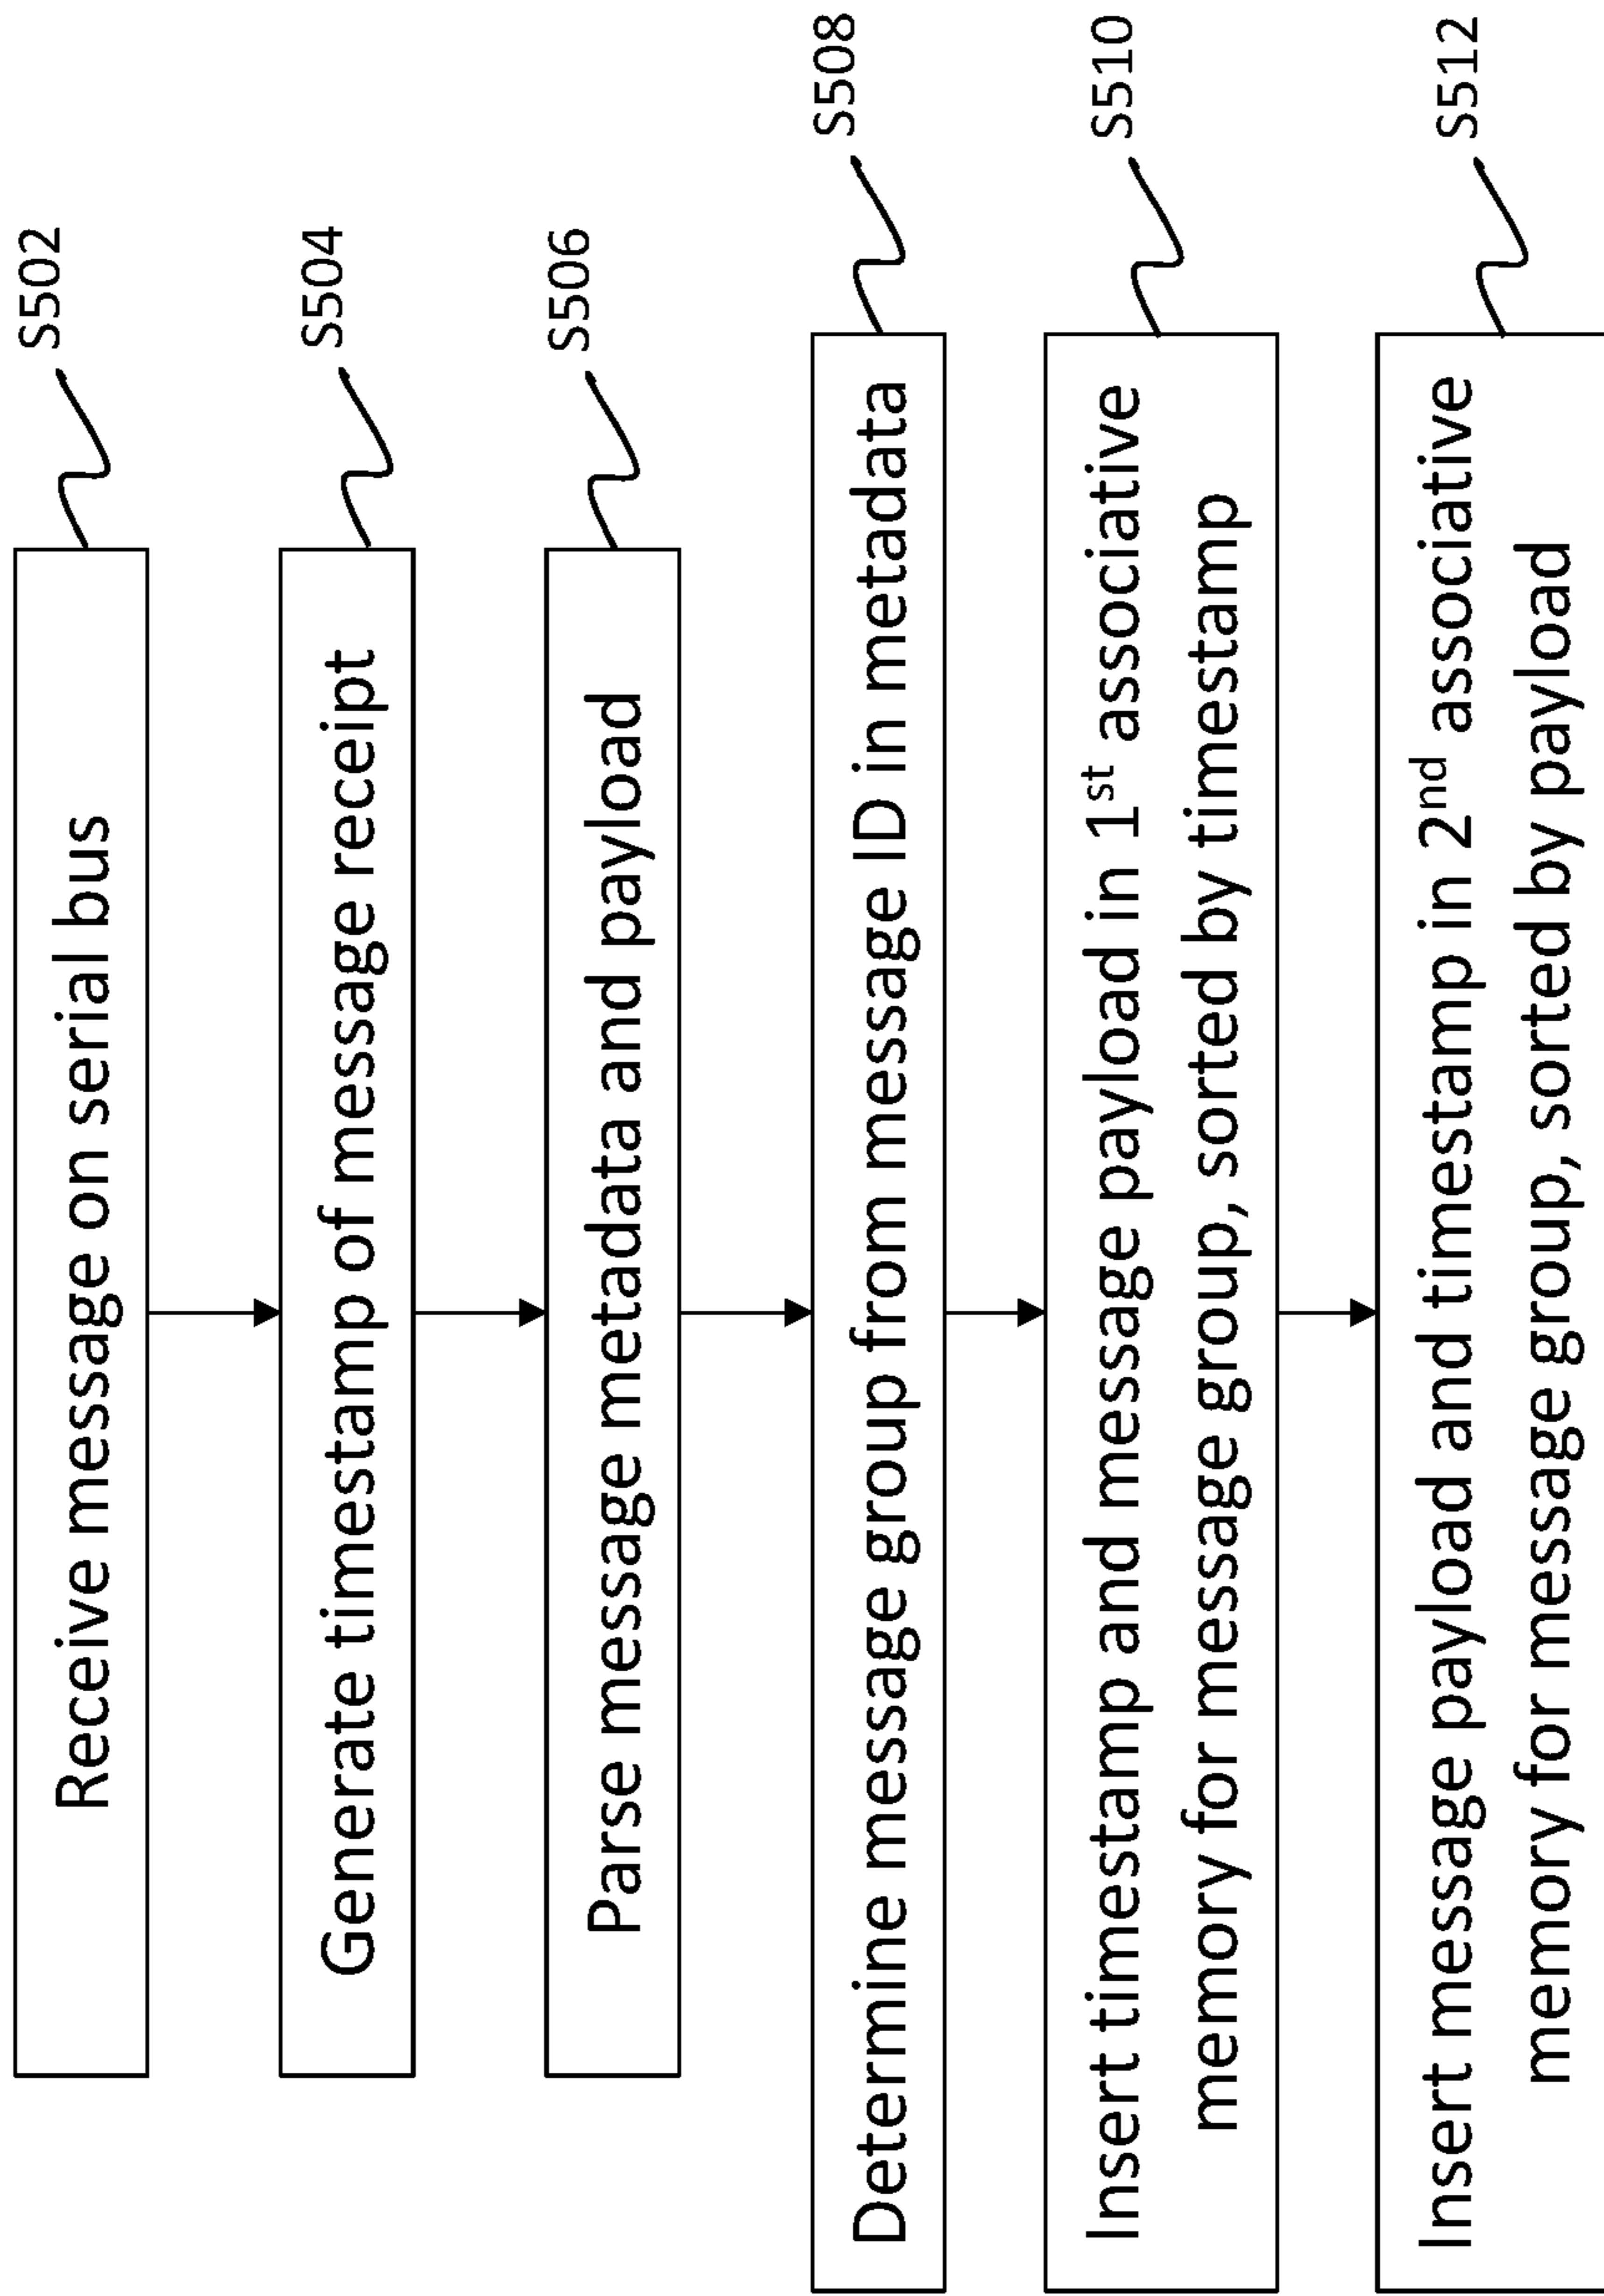 Receive message on serial bus
S502
Generate timestamp of message receipt
S504
Parse message metadata and payload
S506
Determine message group from message ID in metadata
S508
Insert timestamp and message payload in 1st associative
memory for message group, sorted by timestamp
S510
Insert message payload and timestamp in 2nd associative
memory for message group, sorted by payload
S512